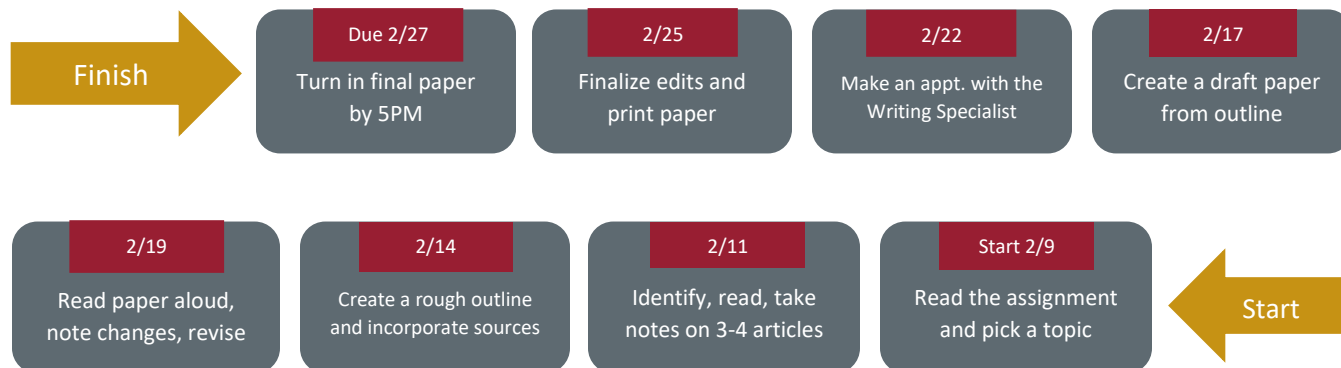 Finish
Due 2/27
Turn in final paper
by 5PM
2/25
Finalize edits and
print paper
2/22
Make an appt. with the
Writing Specialist
2/17
Create a draft paper
from outline
2/19
Read paper aloud,
note changes, revise
2/14
Create a rough outline
and incorporate sources
2/11
Identify, read, take
notes on 3-4 articles
Start 2/9
Read the assignment
and pick a topic
Start